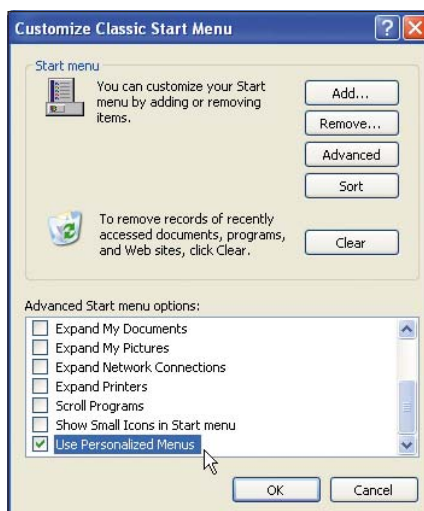 Customize Classic Start Menu
Start menu
You can customize your Start
menu by adding or removing
items.
Add...
Remove...
Advanced
Sort
To remove records of recently
accessed documents, programs,
and Web sites, click Clear.
Clear
Advanced Start menu options:
Expand My Documents
Expand My Pictures
Expand Network Connections
Expand Printers
Scroll Programs
Show Small Icons in Start menu
Use Personalized Menus
OK
Cancel